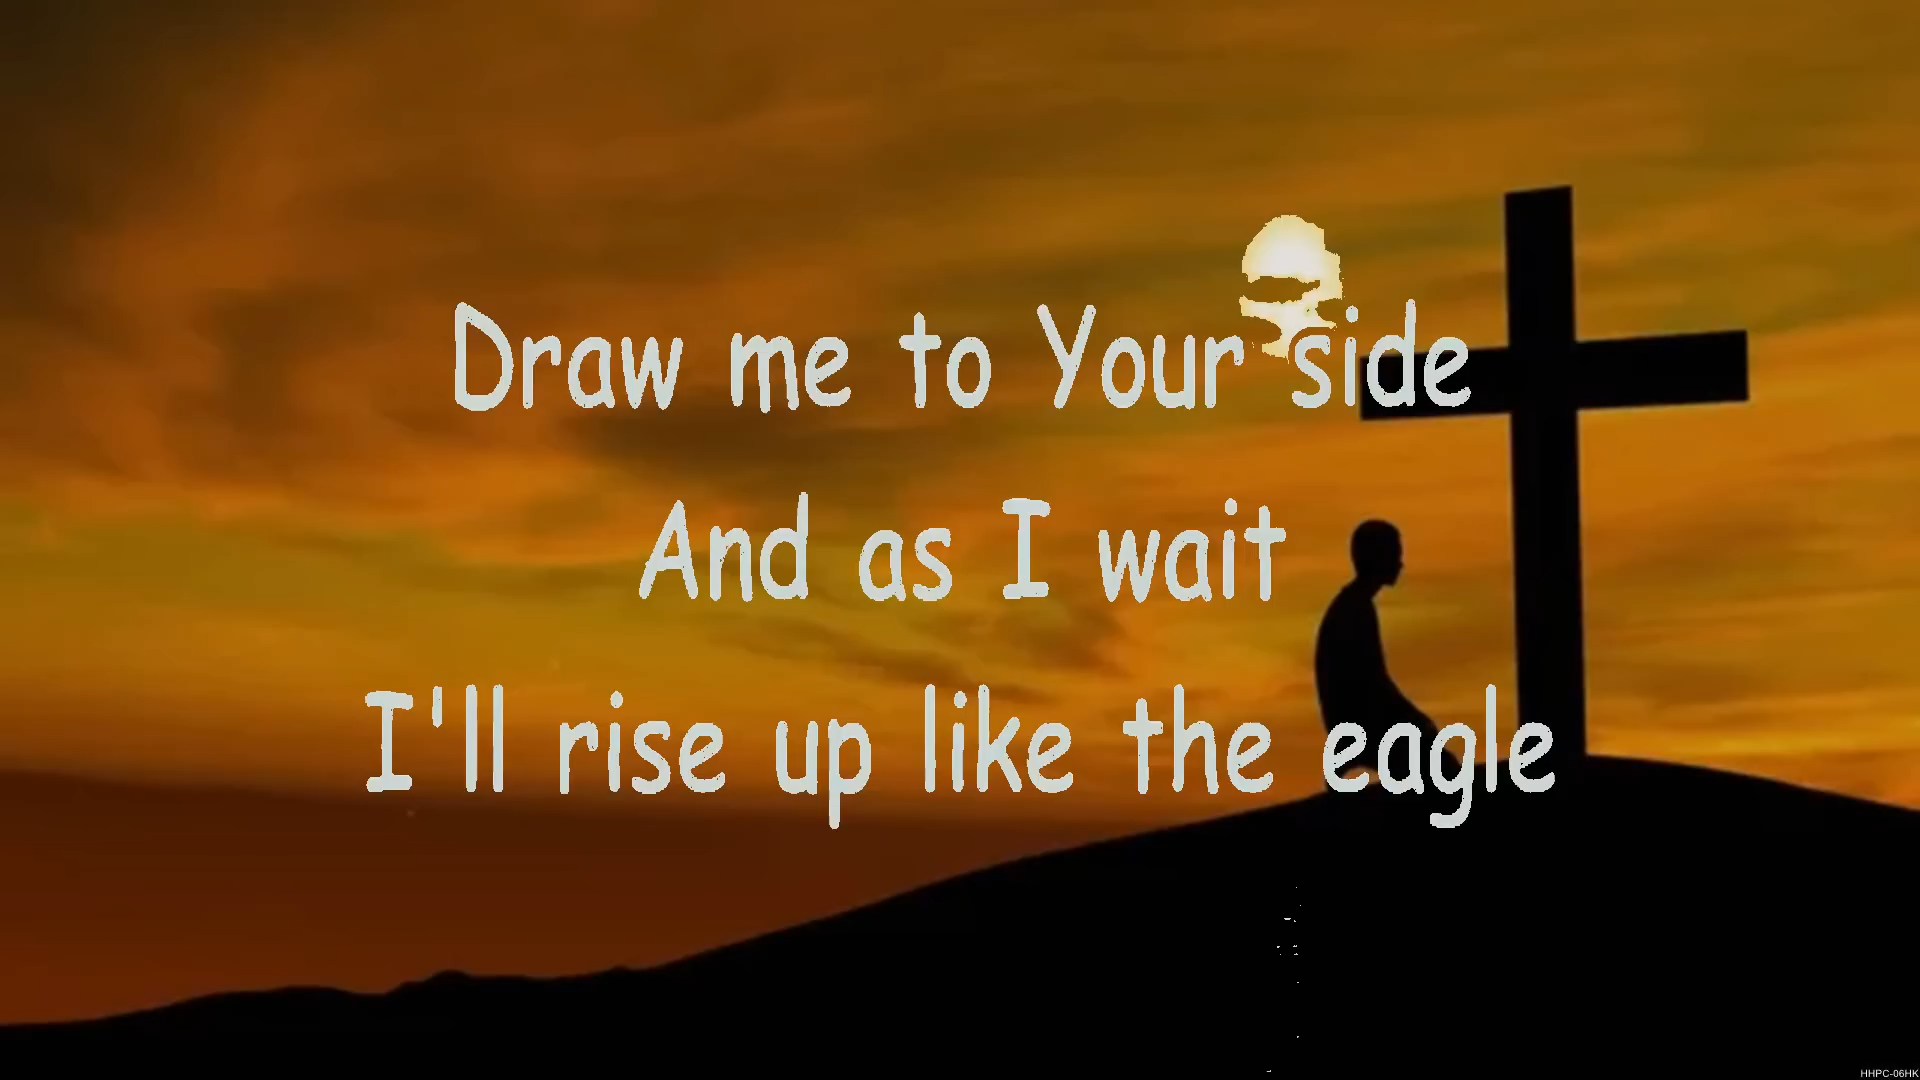 Draw me to Your side
And as I wait
I'll rise up like the eagle
HHPC-06HK